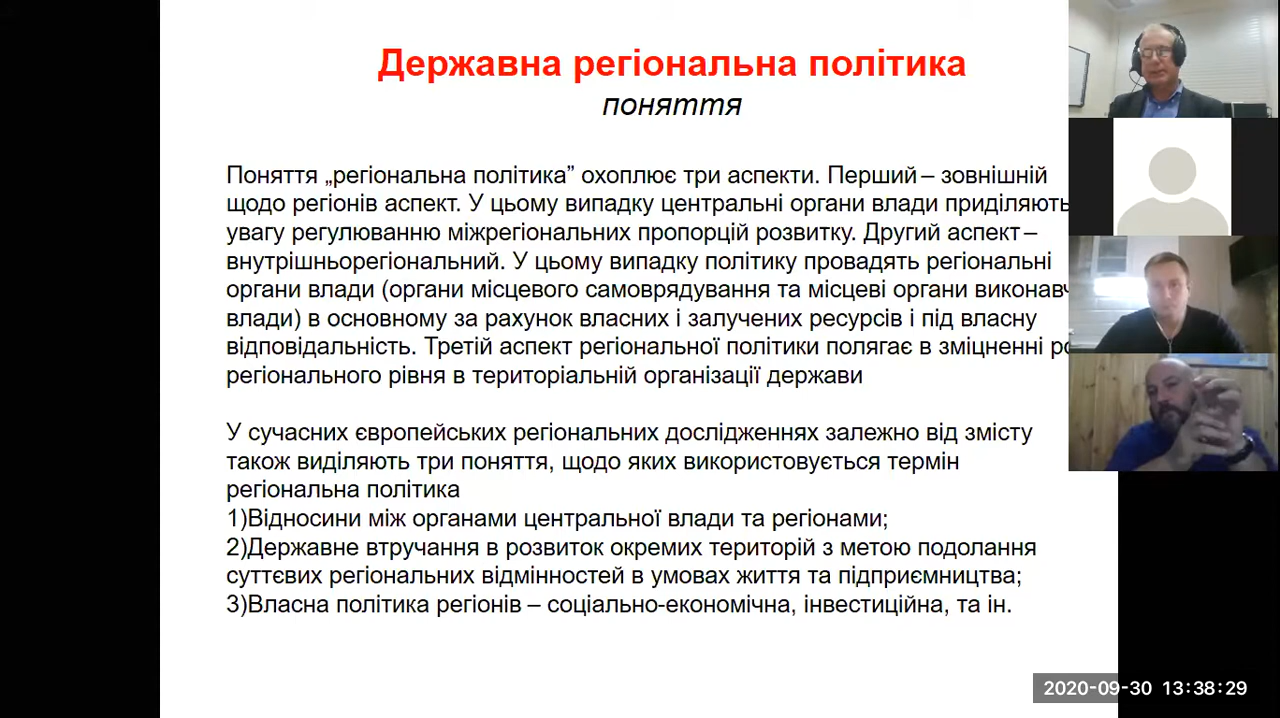 Державна регіональна політика
поняття
Поняття „регіональна політика” охоплює три аспекти. Перший – зовнішній
щодо регіонів аспект. У цьому випадку центральні органи влади приділяють
увагу регулюванню міжрегіональних пропорцій розвитку. Другий аспект –
внутрішньорегіональний. У цьому випадку політику провадять регіональні
органи влади (органи місцевого самоврядування та місцеві органи
влади) в основному за рахунок власних і залучених ресурсів і під власну
відповідальність. Третій аспект регіональної політики полягає в зміцненні
регіонального рівня в територіальній організації держави
У сучасних європейських регіональних дослідженнях залежно від змісту
також виділяють три поняття, щодо яких використовується термін
регіональна політика
1)Відносини між органами центральної влади та регіонами;
2)Державне втручання в розвиток окремих територій з метою подолання
суттєвих регіональних відмінностей в умовах життя та підприємництва;
3)Власна політика регіонів – соціально-економічна, інвестиційна, та ін.
2020-09-30 13:38:29